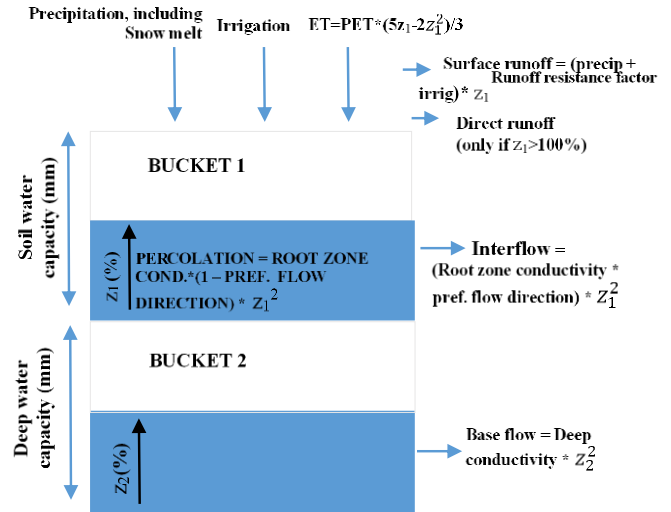 Precipitation, including
Snow melt
Irrigation
ET=PET*(5z₁-2z₁²)/3
Surface runoff = (precip +
Runoff resistance factor
irrig)* z₁
Direct runoff
(only if z₁>100%)
Soil water
capacity (mm)
BUCKET 1
z₁(%)
PERCOLATION = ROOT ZONE
COND.*(1 – PREF. FLOW
DIRECTION) * z₁²
Interflow =
(Root zone conductivity *
pref. flow direction) * z₁²
Deep water
capacity (mm)
BUCKET 2
z₂(%)
Base flow = Deep
conductivity * z₂²